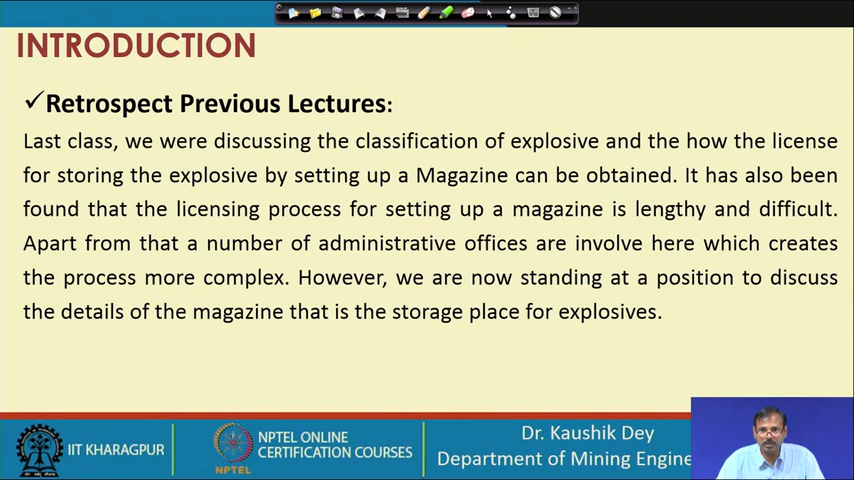 INTRODUCTION
✓Retrospect Previous Lectures:
Last class, we were discussing the classification of explosive and the how the license
for storing the explosive by setting up a Magazine can be obtained. It has also been
found that the licensing process for setting up a magazine is lengthy and difficult.
Apart from that a number of administrative offices are involve here which creates
the process more complex. However, we are now standing at a position to discuss
the details of the magazine that is the storage place for explosives.
IIT KHARAGPUR
NPTEL
NPTEL ONLINE
CERTIFICATION COURSES
Dr. Kaushik Dey
Department of Mining Engine